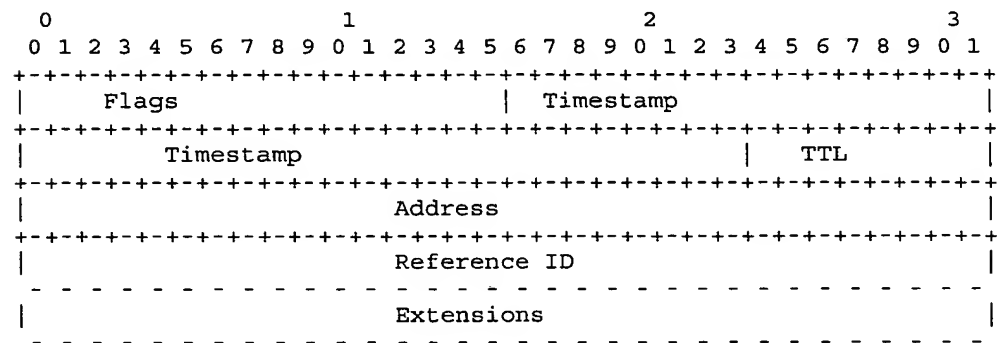 0 1 2 3
0 1 2 3 4 5 6 7 8 9 0 1 2 3 4 5 6 7 8 9 0 1 2 3 4 5 6 7 8 9 0 1
+-+-+-+-+-+-+-+-+-+-+-+-+-+-+-+-+-+-+-+-+-+-+-+-+-+-+-+-+-+-+-+-+
| Flags | Timestamp |
+-+-+-+-+-+-+-+-+-+-+-+-+-+-+-+-+-+-+-+-+-+-+-+-+-+-+-+-+-+-+-+-+
| Timestamp | TTL |
+-+-+-+-+-+-+-+-+-+-+-+-+-+-+-+-+-+-+-+-+-+-+-+-+-+-+-+-+-+-+-+-+
| Address |
+-+-+-+-+-+-+-+-+-+-+-+-+-+-+-+-+-+-+-+-+-+-+-+-+-+-+-+-+-+-+-+-+
| Reference ID |
- - - - - - - - - - - - - - - - - - - - - - - - - - - - - - - -
| Extensions |
- - - - - - - - - - - - - - - - - - - - - - - - - - - - - - - -